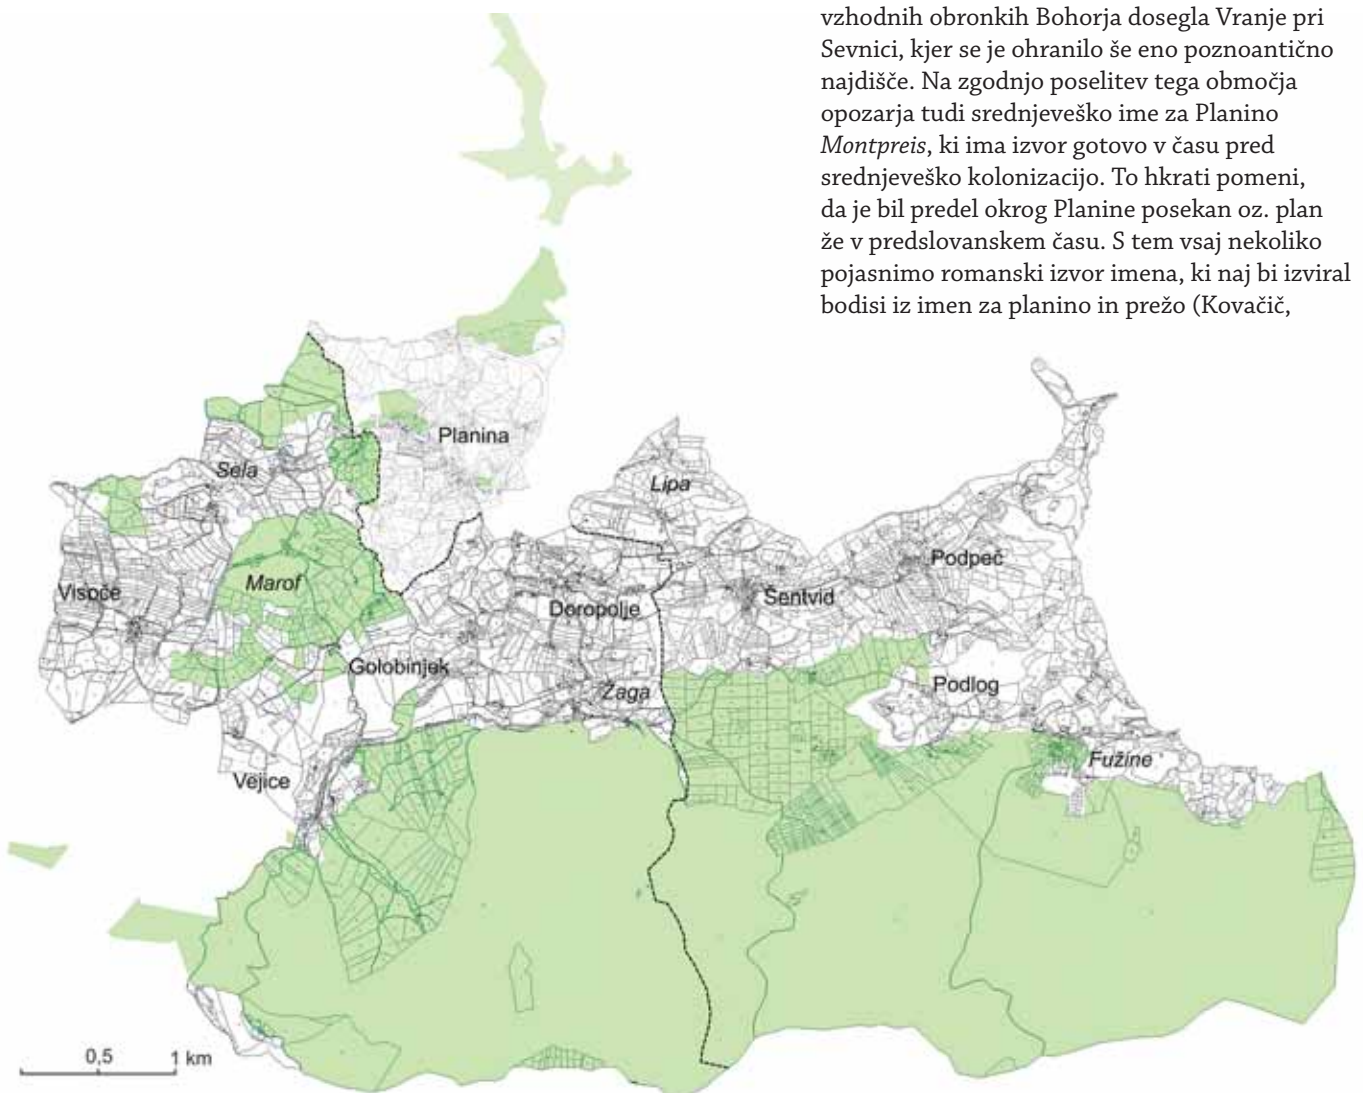 vzhodnih obronkih Bohorja dosegla Vranje pri
Sevnici, kjer se je ohranilo še eno poznoantično
najdišče. Na zgodnjo poselitev tega območja
opozarja tudi srednjeveško ime za Planino
Montpreis, ki ima izvor gotovo v času pred
srednjeveško kolonizacijo. To hkrati pomeni,
da je bil predel okrog Planine posekan oz. plan
že v predslovanskem času. S tem vsaj nekoliko
pojasnimo romanski izvor imena, ki naj bi izviral
bodisi iz imen za planino in prežo (Kovačič,
Planina
Sela
Lipa
Podpeč
Marof
Visoče
Doropolje
Šentvid
Golobinjek
Žaga
Podlog
Vejice
Fužine
0,5 1 km